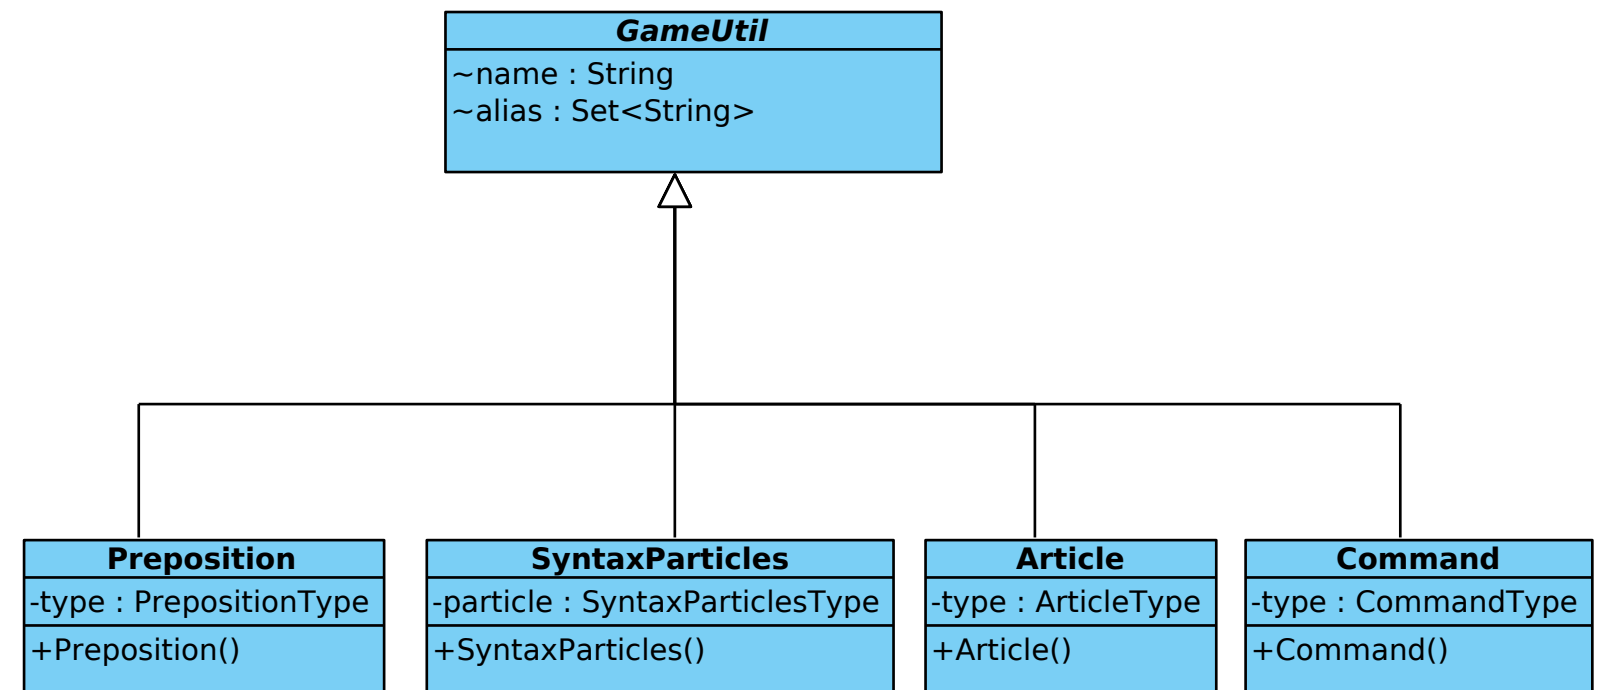 GameUtil
~name : String
~alias : Set<String>
Preposition
-type : PrepositionType
+Preposition()
SyntaxParticles
-particle : SyntaxParticlesType
+SyntaxParticles()
Article
-type : ArticleType
+Article()
Command
-type : CommandType
+Command()